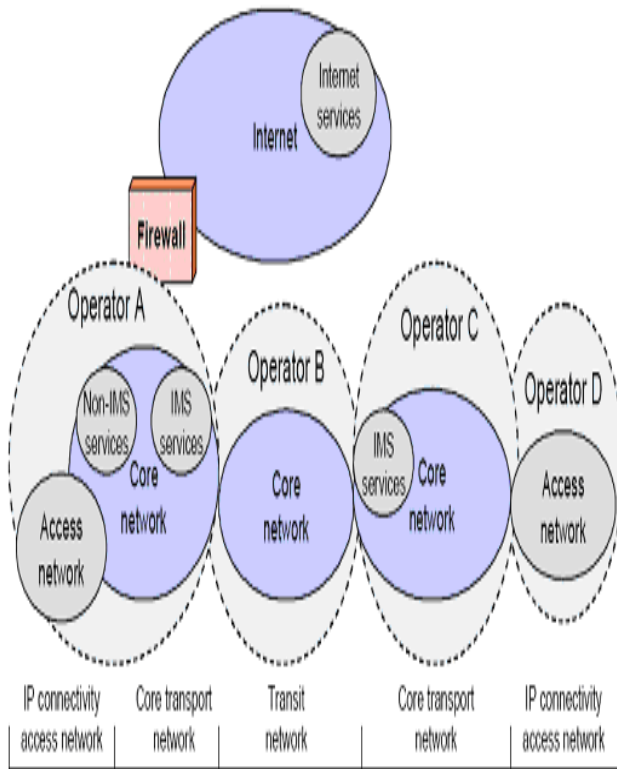 Internet
services
Internet
Firewall
Operator A
Operator B
Operator C
Operator D
Non-IMS
services
IMS
services
Core
network
Access
network
Core
network
IMS
services
Core
network
Access
network
IP connectivity
access network
Core transport
network
Transit
network
Core transport
network
IP connectivity
access network